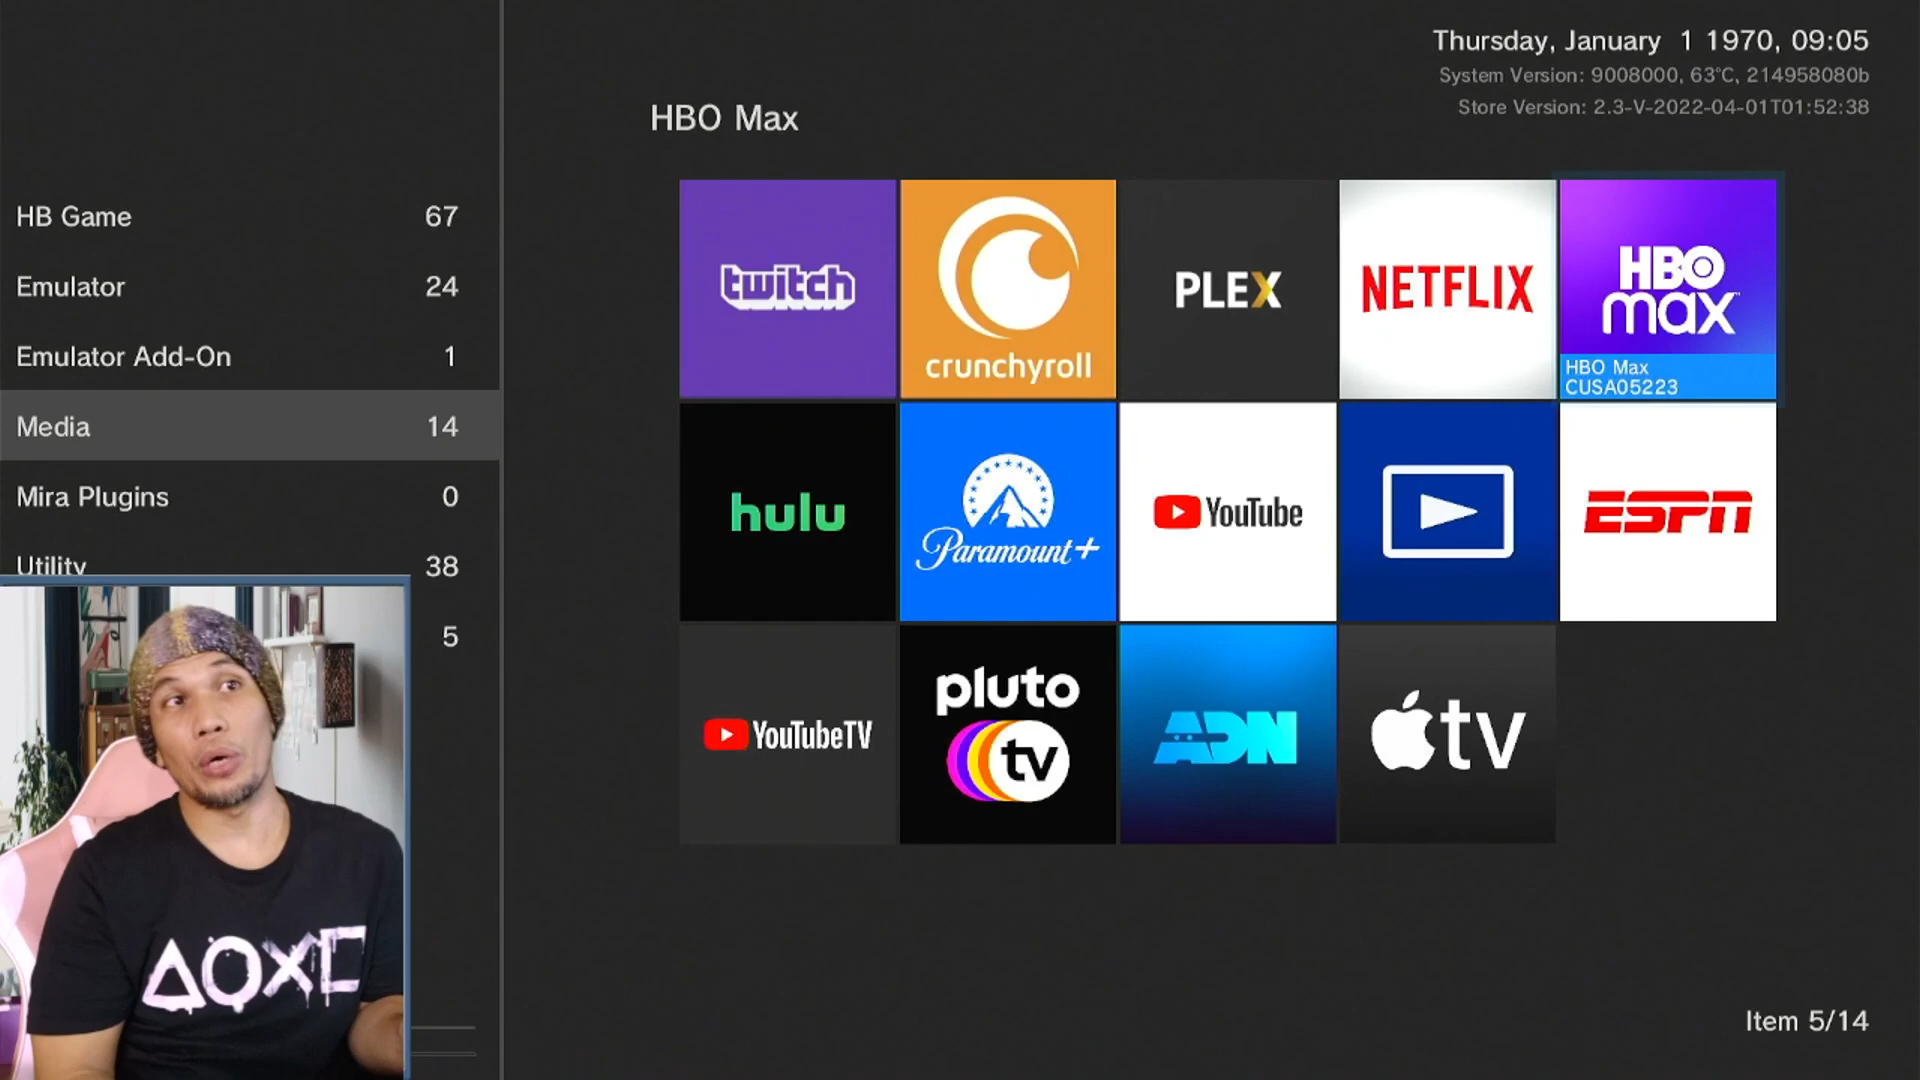 Thursday, January 1 1970, 09:05
System Version: 9008000, 63°C, 214958080b
Store Version: 2.3-V-2022-04-01T01:52:38
HBO Max
HB Game 67
Emulator 24
Emulator Add-On 1
Media 14
Mira Plugins 0
Utility 38
5
twitch
crunchyroll
PLEX
NETFLIX
HBO
max
HBO Max
CUSA05223
hulu
Paramount+
YouTube
ESPN
YouTubeTV
pluto
tv
ADN
tv
Item 5/14